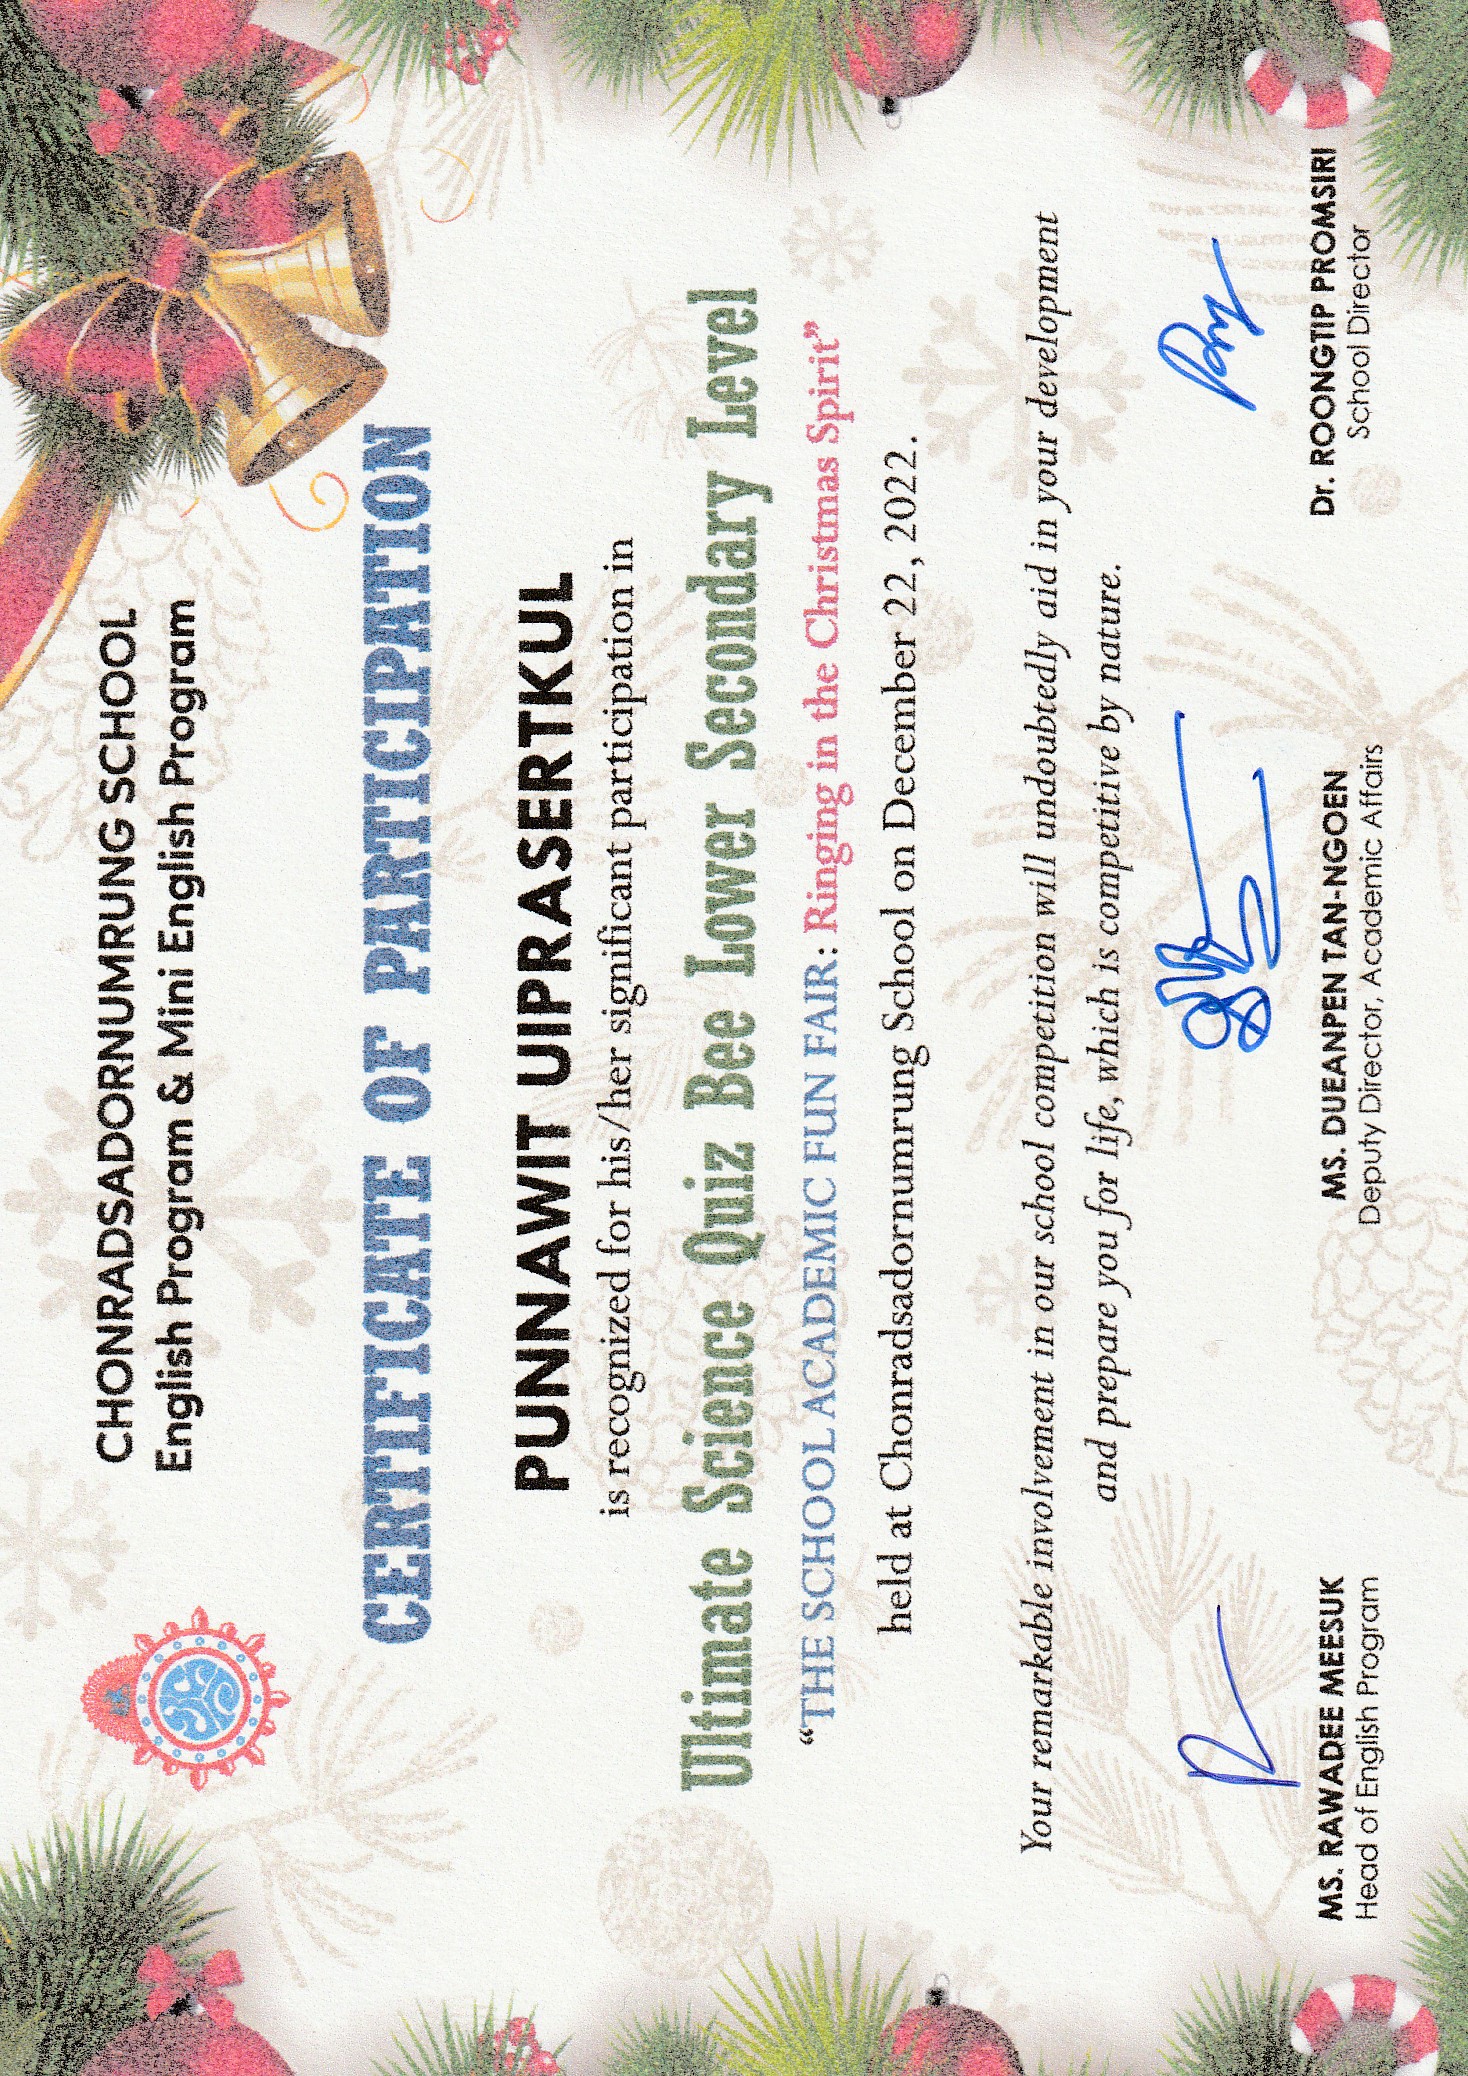 CHONRADSADORNUMRUNG SCHOOL
English Program & Mini English Program
CERTIFICATE OF PARTICIPATION
PUNNAWIT UIPRASERTKUL
is recognized for his/her significant participation in
Ultimate Science Quiz Bee Lower Secondary Level
“THE SCHOOL ACADEMIC FUN FAIR: Ringing in the Christmas Spirit”
held at Chonradsadornumrung School on December 22, 2022.
Your remarkable involvement in our school competition will undoubtedly aid in your development
and prepare you for life, which is competitive by nature.
MS. RAWADEE MEESUK
Head of English Program
MS. DUEANPEN TAN-NGOEN
Deputy Director, Academic Affairs
Dr. ROONGTIP PROMSIRI
School Director